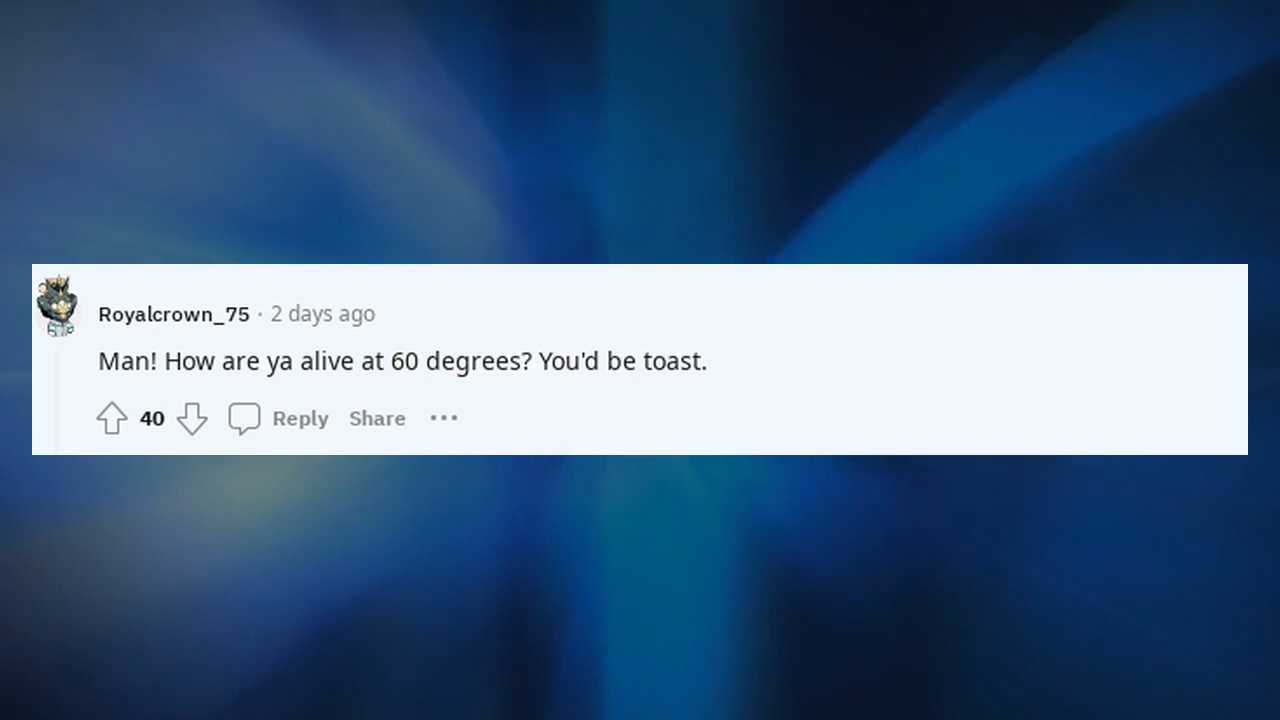 Royalcrown_75 · 2 days ago
Man! How are ya alive at 60 degrees? You'd be toast.
40 Reply Share ···